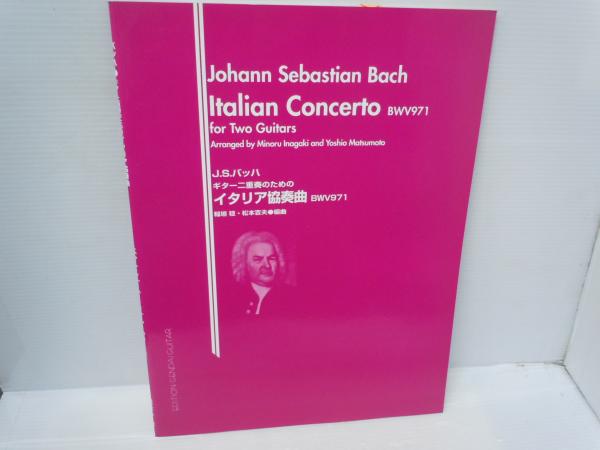 Johann Sebastian Bach
Italian Concerto BWV971
for Two Guitars
Arranged by Minoru Inagaki and Yoshio Matsumoto
J.S.バッハ
ギター二重奏のための
イタリア協奏曲 BWV971
稲垣 稔・松本吉夫●編曲
EDITION GENDAI GUITAR